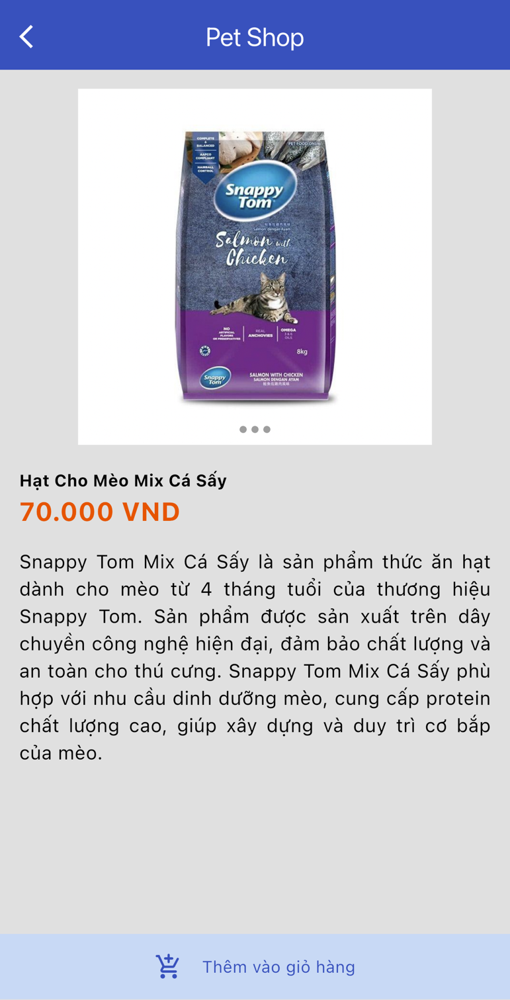 Pet Shop
COMPLETE
&
BALANCED
AAFCO
COMPLIANT
HAIRBALL
CONTROL
PET FOOD ONLY
Snappy
Tom
Salmon dengan Ayam
Salmon with
Chicken
NO
ARTIFICIAL
FLAVORS
OR PRESERVATIVES
REAL
ANCHOVIES
OMEGA
3 & 6
OILS
8kg
Snappy
Tom
SALMON WITH CHICKEN
SALMON DENGAN AYAM
Hạt Cho Mèo Mix Cá Sấy
70.000 VND
Snappy Tom Mix Cá Sấy là sản phẩm thức ăn hạt
dành cho mèo từ 4 tháng tuổi của thương hiệu
Snappy Tom. Sản phẩm được sản xuất trên dây
chuyền công nghệ hiện đại, đảm bảo chất lượng và
an toàn cho thú cưng. Snappy Tom Mix Cá Sấy phù
hợp với nhu cầu dinh dưỡng mèo, cung cấp protein
chất lượng cao, giúp xây dựng và duy trì cơ bắp
của mèo.
Thêm vào giỏ hàng